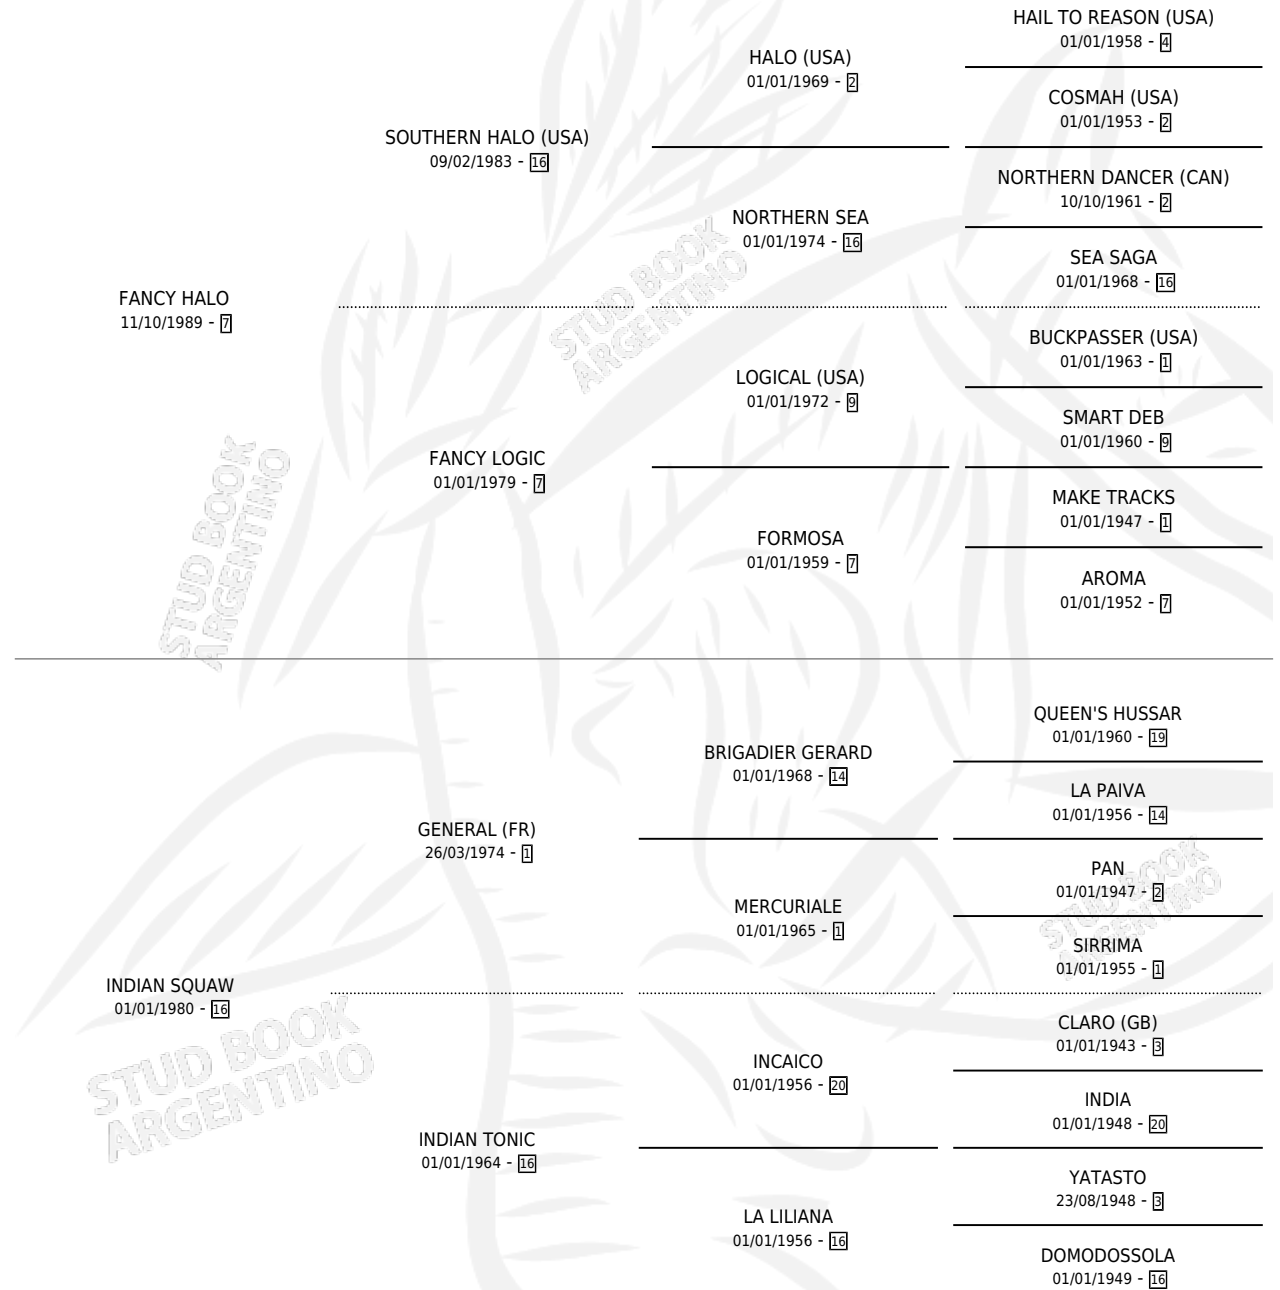 HAIL TO REASON (USA)
01/01/1958 - 4
HALO (USA)
01/01/1969 - 2
COSMAH (USA)
01/01/1953 - 2
SOUTHERN HALO (USA)
09/02/1983 - 16
NORTHERN DANCER (CAN)
10/10/1961 - 2
NORTHERN SEA
01/01/1974 - 16
SEA SAGA
01/01/1968 - 16
STUD BOOK
ARGENTINO
FANCY HALO
11/10/1989 - 7
BUCKPASSER (USA)
01/01/1963 - 1
LOGICAL (USA)
01/01/1972 - 9
SMART DEB
01/01/1960 - 9
FANCY LOGIC
01/01/1979 - 7
MAKE TRACKS
01/01/1947 - 1
FORMOSA
01/01/1959 - 7
AROMA
01/01/1952 - 7
STUD BOOK
ARGENTINO
QUEEN'S HUSSAR
01/01/1960 - 19
BRIGADIER GERARD
01/01/1968 - 14
LA PAIVA
01/01/1956 - 14
GENERAL (FR)
26/03/1974 - 1
PAN
01/01/1947 - 2
MERCURIALE
01/01/1965 - 1
SIRRIMA
01/01/1955 - 1
STUD BOOK
ARGENTINO
INDIAN SQUAW
01/01/1980 - 16
CLARO (GB)
01/01/1943 - 3
INCAICO
01/01/1956 - 20
INDIA
01/01/1948 - 20
STUD BOOK
ARGENTINO
INDIAN TONIC
01/01/1964 - 16
YATASTO
23/08/1948 - 3
LA LILIANA
01/01/1956 - 16
DOMODOSSOLA
01/01/1949 - 16